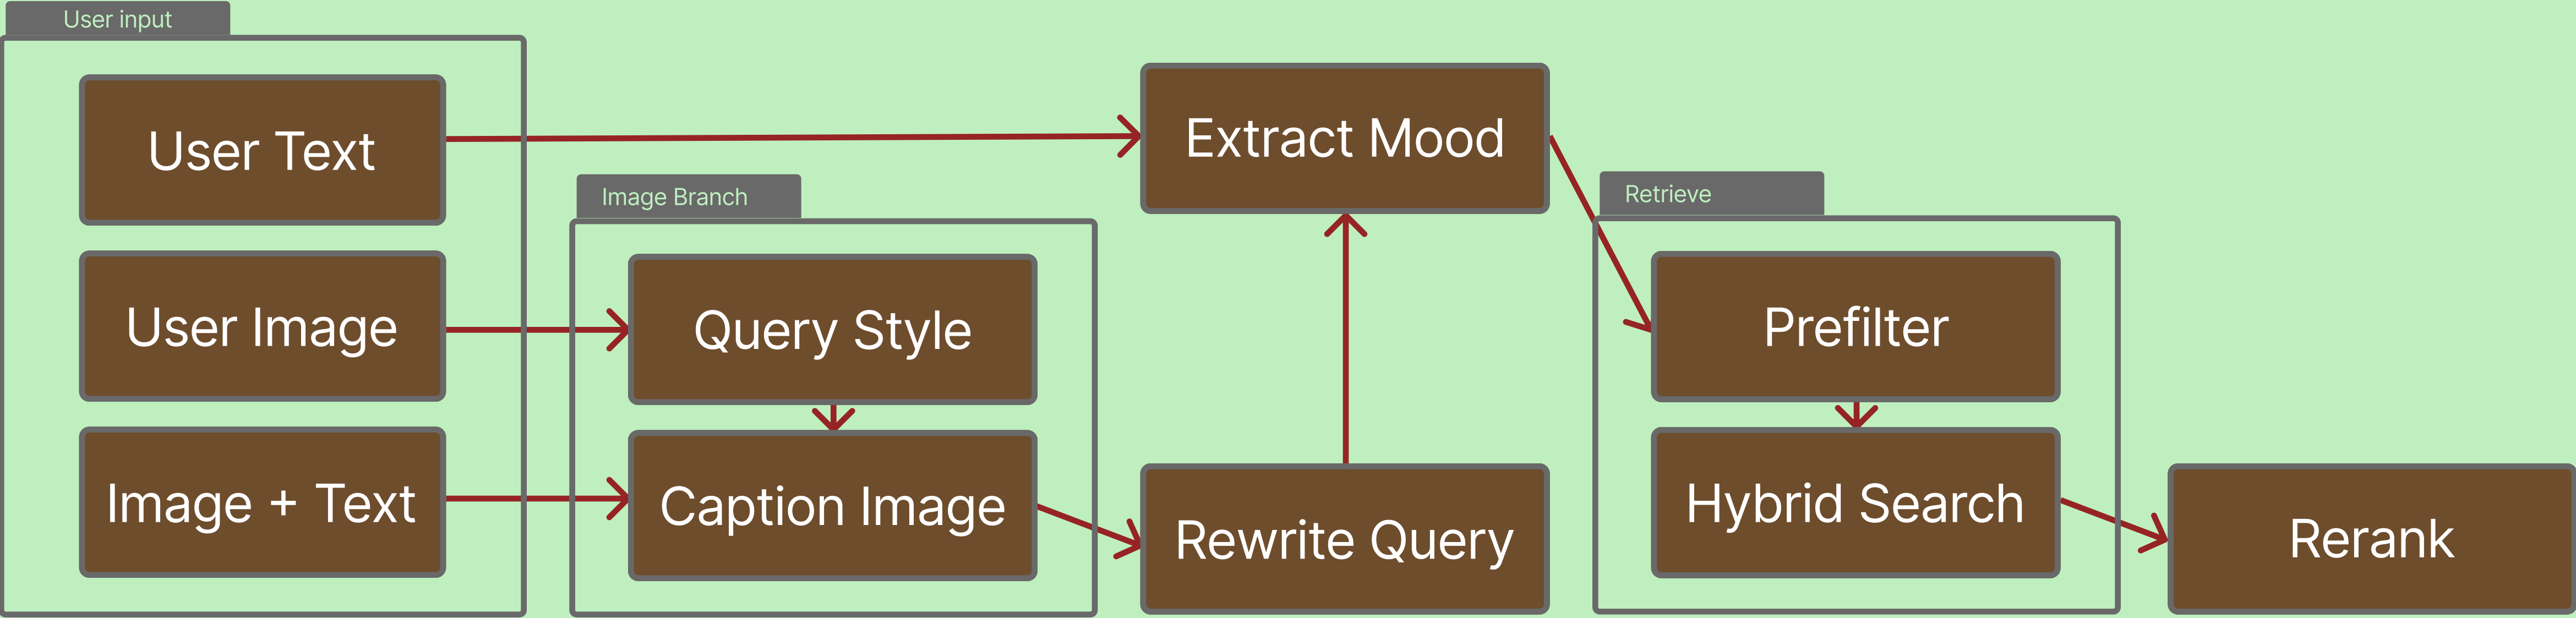 User input
User Text
User Image
Image + Text
Image Branch
Query Style
Caption Image
Extract Mood
Rewrite Query
Retrieve
Prefilter
Hybrid Search
Rerank